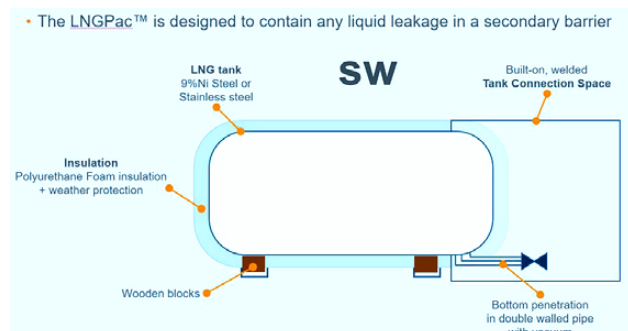 • The LNGPac™ is designed to contain any liquid leakage in a secondary barrier
LNG tank
9%Ni Steel or
Stainless steel
SW
Built-on, welded
Tank Connection Space
Insulation
Polyurethane Foam insulation
+ weather protection
Wooden blocks
Bottom penetration
in double walled pipe
with vacuum